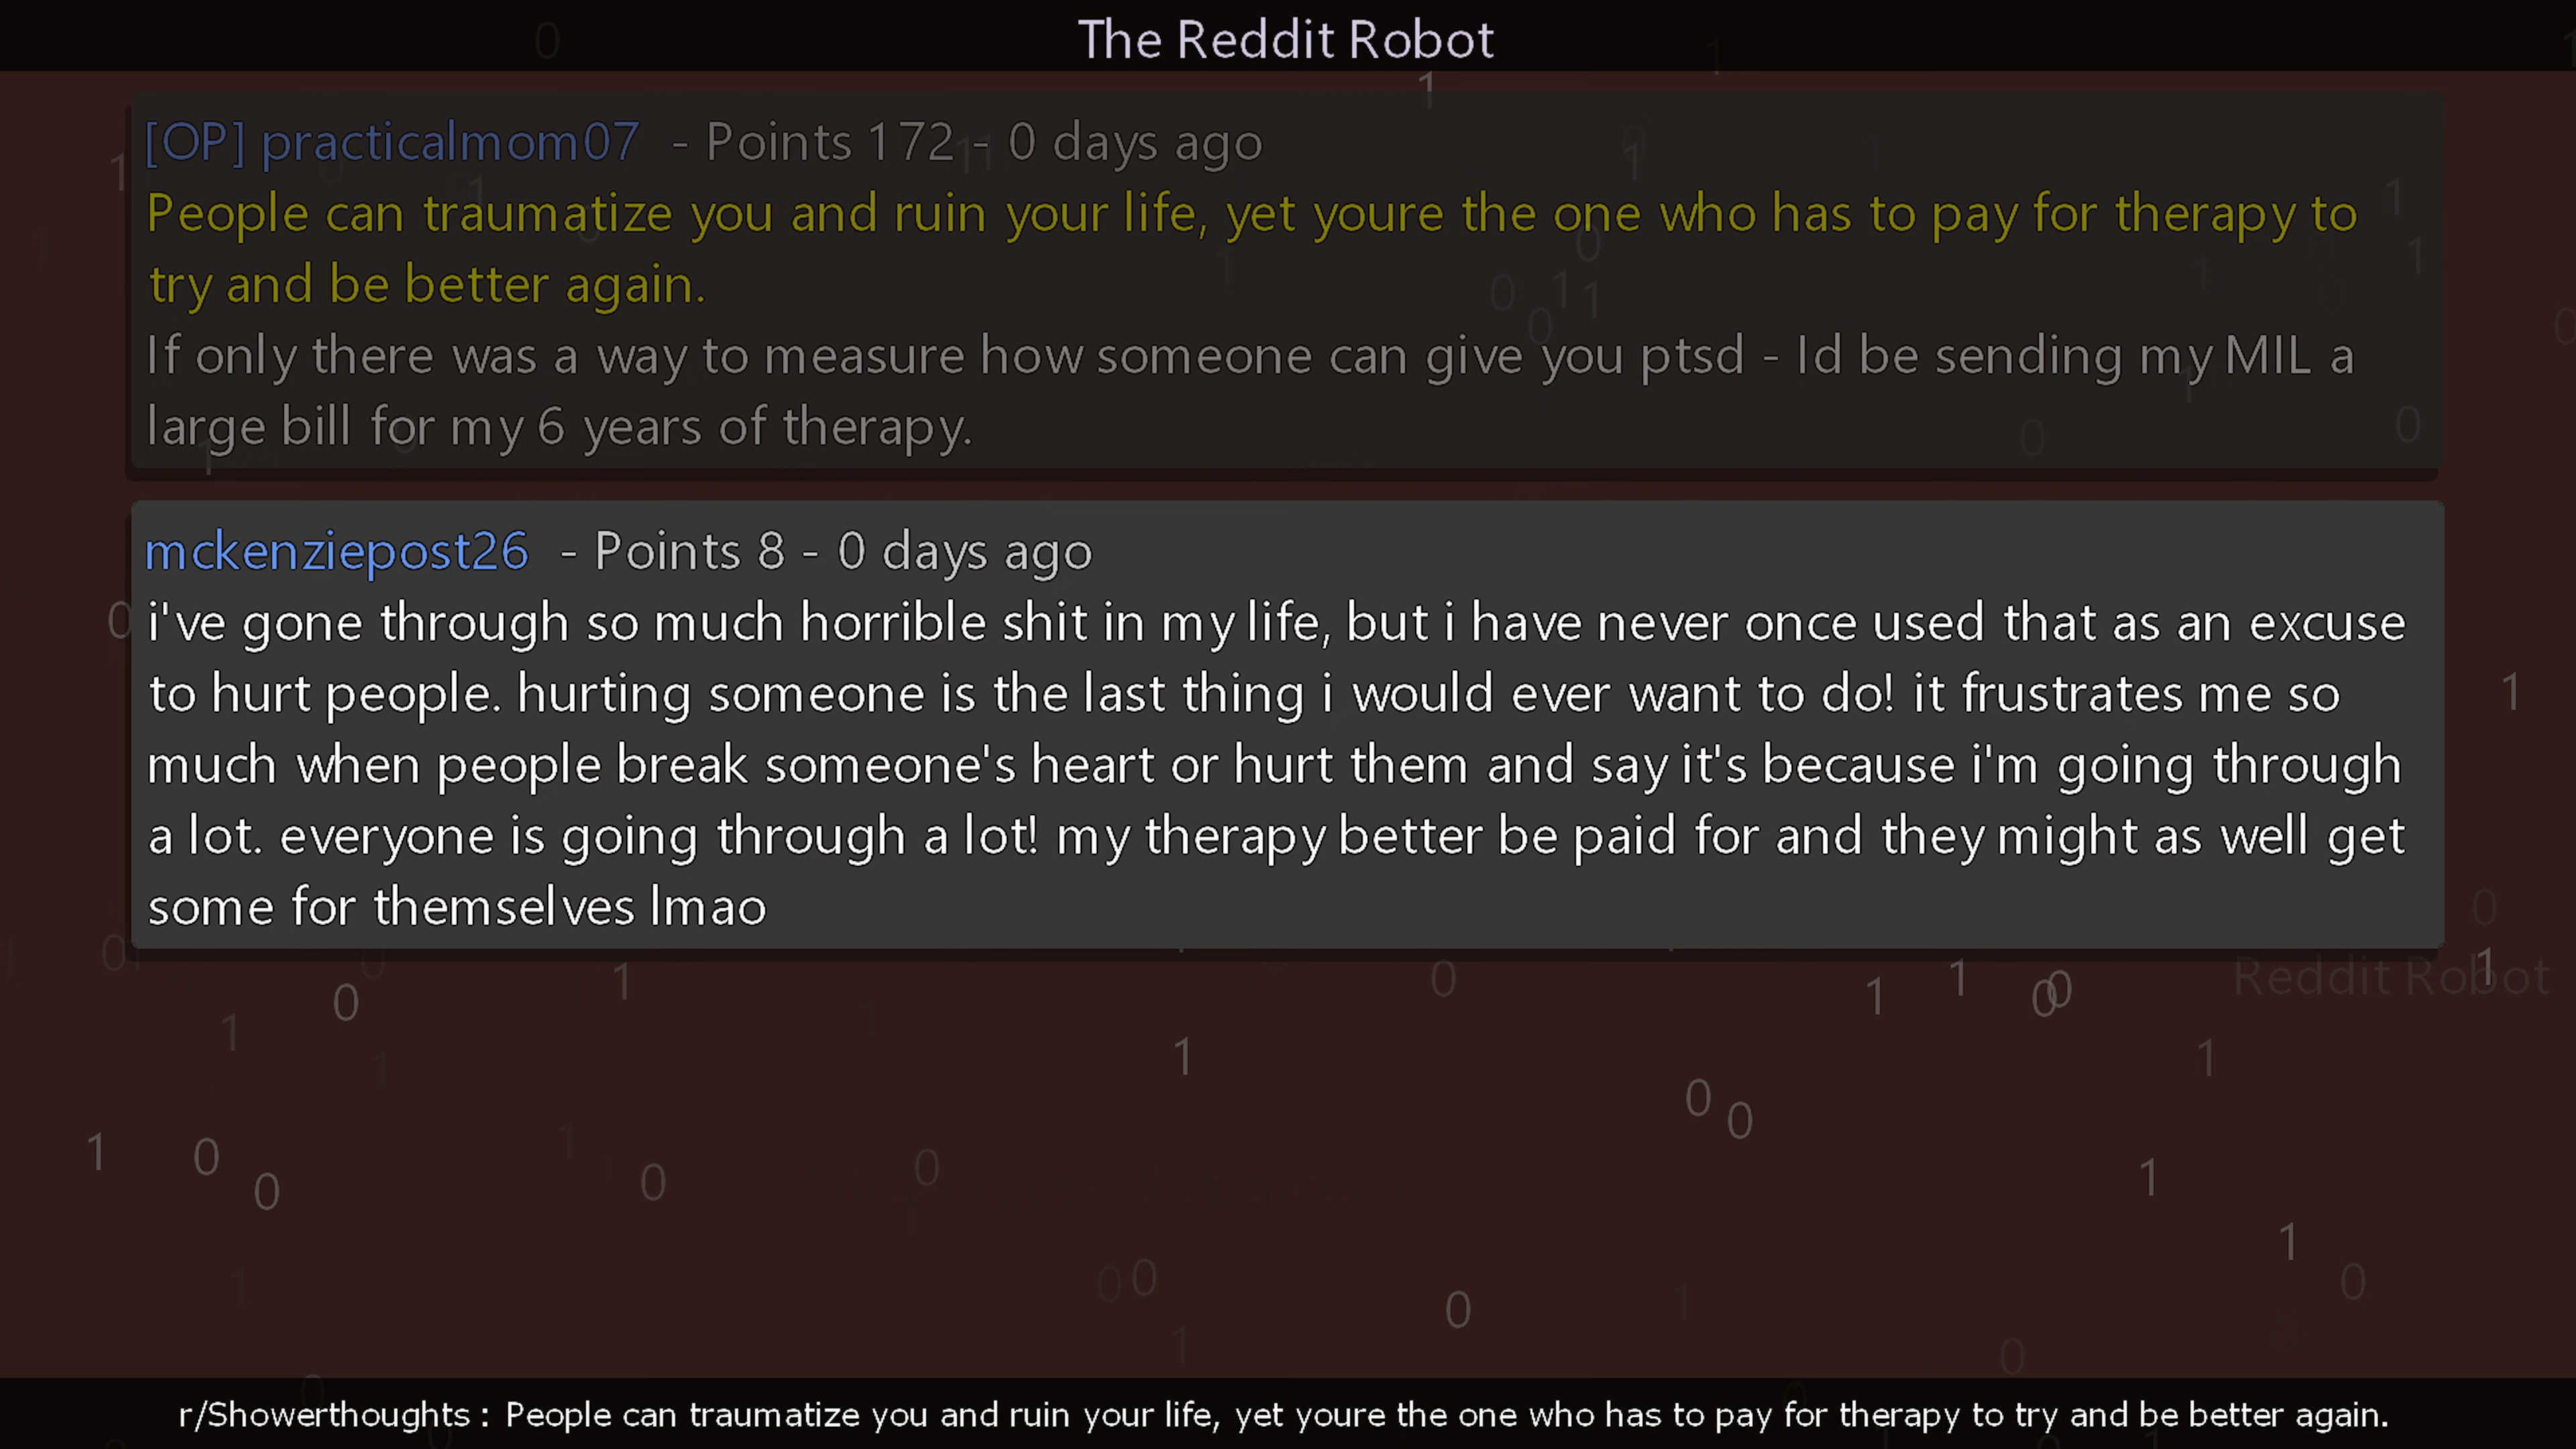 The Reddit Robot
[OP] practicalmom07 - Points 172 - 0 days ago
People can traumatize you and ruin your life, yet youre the one who has to pay for therapy to
try and be better again.
If only there was a way to measure how someone can give you ptsd - Id be sending my MIL a
large bill for my 6 years of therapy.
mckenziepost26 - Points 8 - 0 days ago
i've gone through so much horrible shit in my life, but i have never once used that as an excuse
to hurt people. hurting someone is the last thing i would ever want to do! it frustrates me so
much when people break someone's heart or hurt them and say it's because i'm going through
a lot. everyone is going through a lot! my therapy better be paid for and they might as well get
some for themselves lmao
Reddit Robot
r/Showerthoughts : People can traumatize you and ruin your life, yet youre the one who has to pay for therapy to try and be better again.